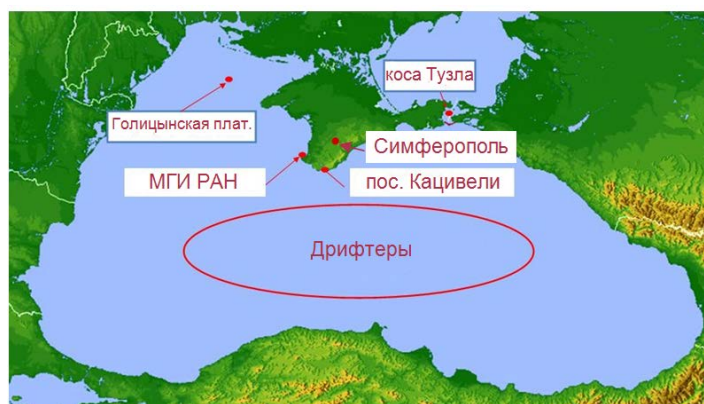 коса Тузла
Голицынская плат.
Симферополь
МГИ РАН
пос. Кацивели
Дрифтеры